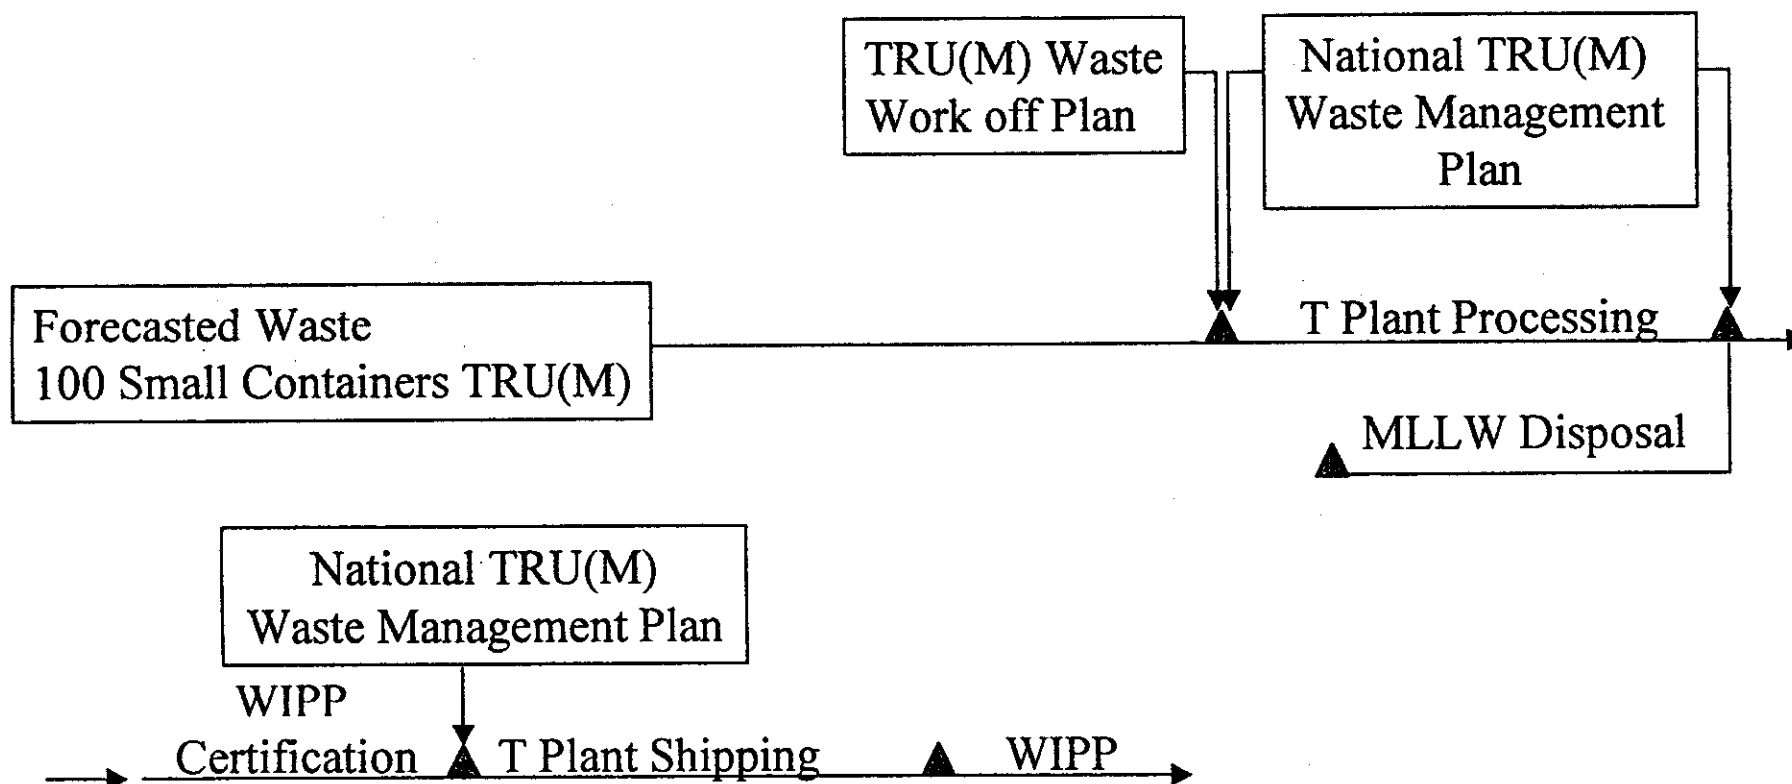 TRU(M) Waste
Work off Plan
National TRU(M)
Waste Management
Plan
Forecasted Waste
100 Small Containers TRU(M)
T Plant Processing
MLLW Disposal
National TRU(M)
Waste Management Plan
WIPP
Certification
T Plant Shipping
WIPP